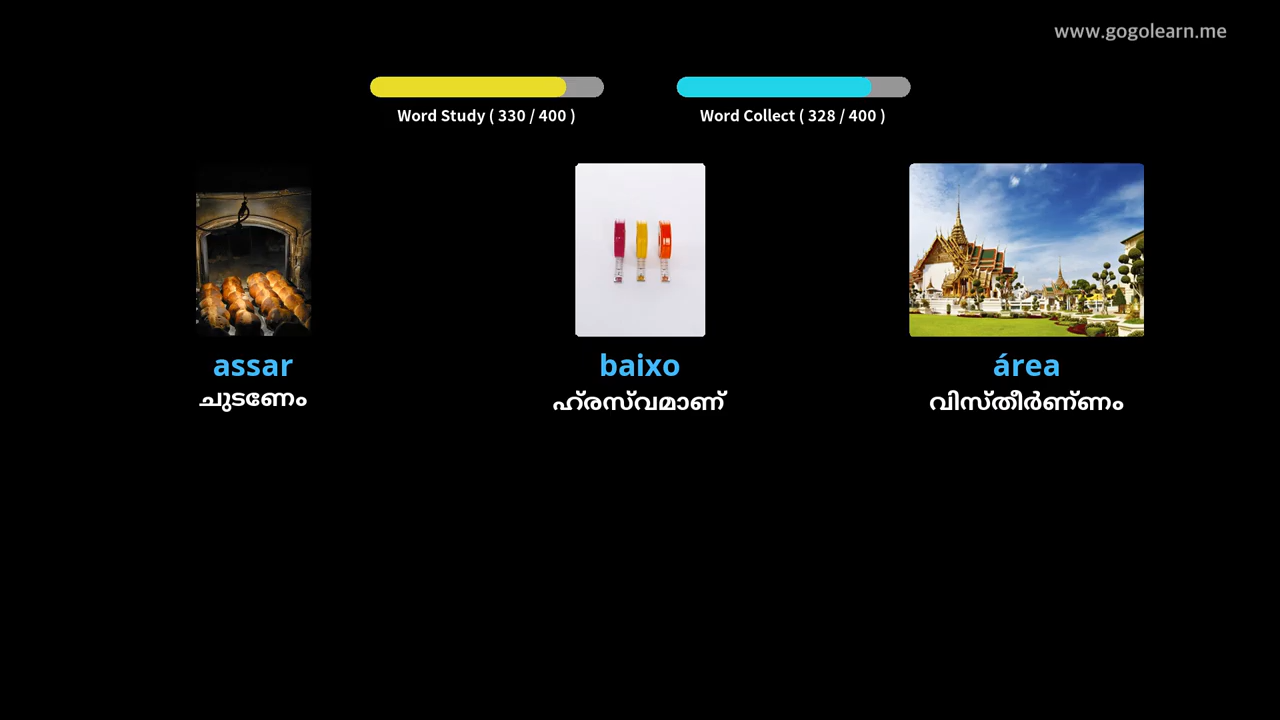 www.gogolearn.me
Word Study ( 330 / 400 )
Word Collect ( 328 / 400 )
assar
baixo
área
ചുടണേം
ഹ്രസ്വമാണ്
വിസ്തീർണ്ണം